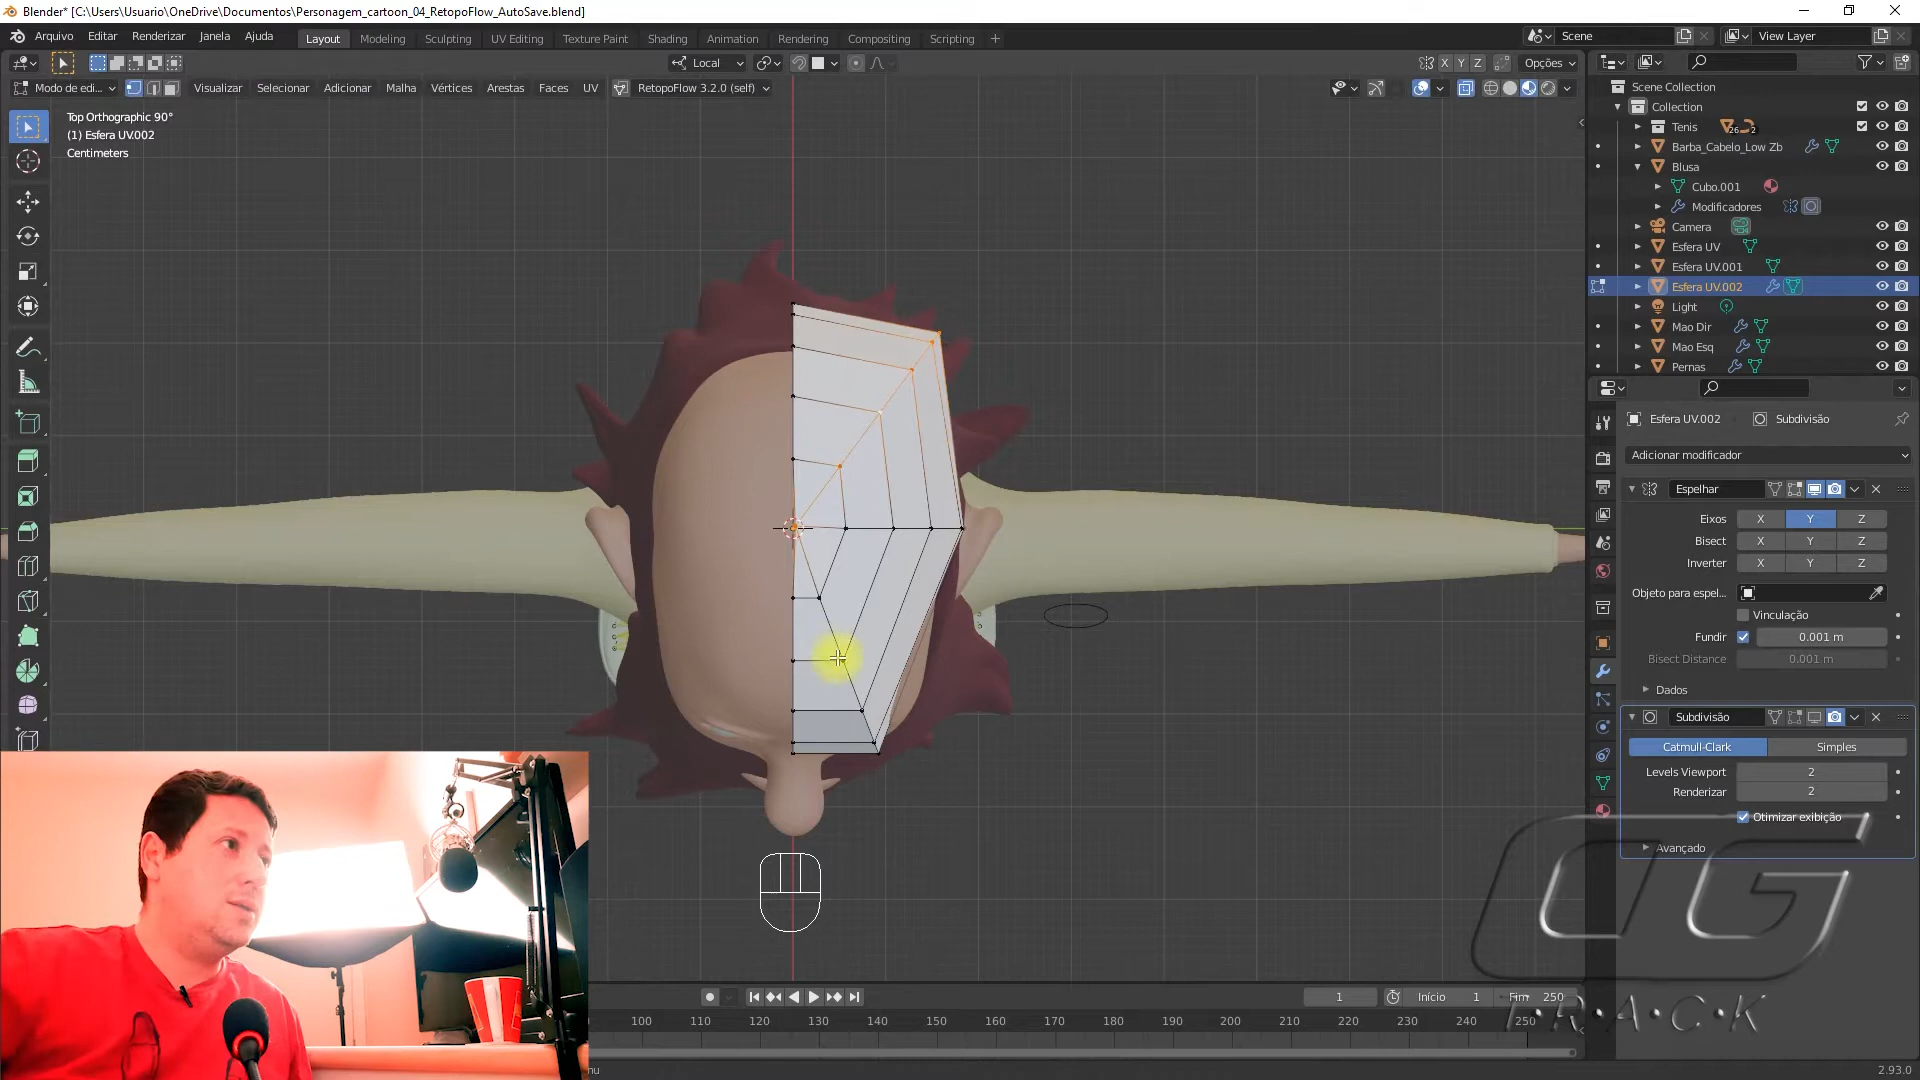 Blender* [C:\Users\Usuario\OneDrive\Documentos\Personagem_cartoon_04_RetopoFlow_AutoSave.blend]
Arquivo Editar Renderizar Janela Ajuda Layout Modeling Sculpting UV Editing Texture Paint Shading Animation Rendering Compositing Scripting + Scene View Layer
Local X Y Z Opções
Modo de edi... Visualizar Selecionar Adicionar Malha Vértices Arestas Faces UV RetopoFlow 3.2.0 (self)
Top Orthographic 90°
(1) Esfera UV.002
Centimeters
Scene Collection
Collection
Tenis 26 2
Barba_Cabelo_Low Zb
Blusa
Cubo.001
Modificadores
Camera
Esfera UV
Esfera UV.001
Esfera UV.002
Light
Mao Dir
Mao Esq
Pernas
Esfera UV.002 Subdivisão
Adicionar modificador
Espelhar
Eixos X Y Z
Bisect X Y Z
Inverter X Y Z
Objeto para espel...
Vinculação
Fundir 0.001 m
Bisect Distance 0.001 m
Dados
Subdivisão
Catmull-Clark Simples
Levels Viewport 2
Renderizar 2
Otimizar exibição
Avançado
1 Início 1 Fim 250
100 110 120 130 140 150 160 170 180 190 200 210 220 230 240 250
nu 2.93.0